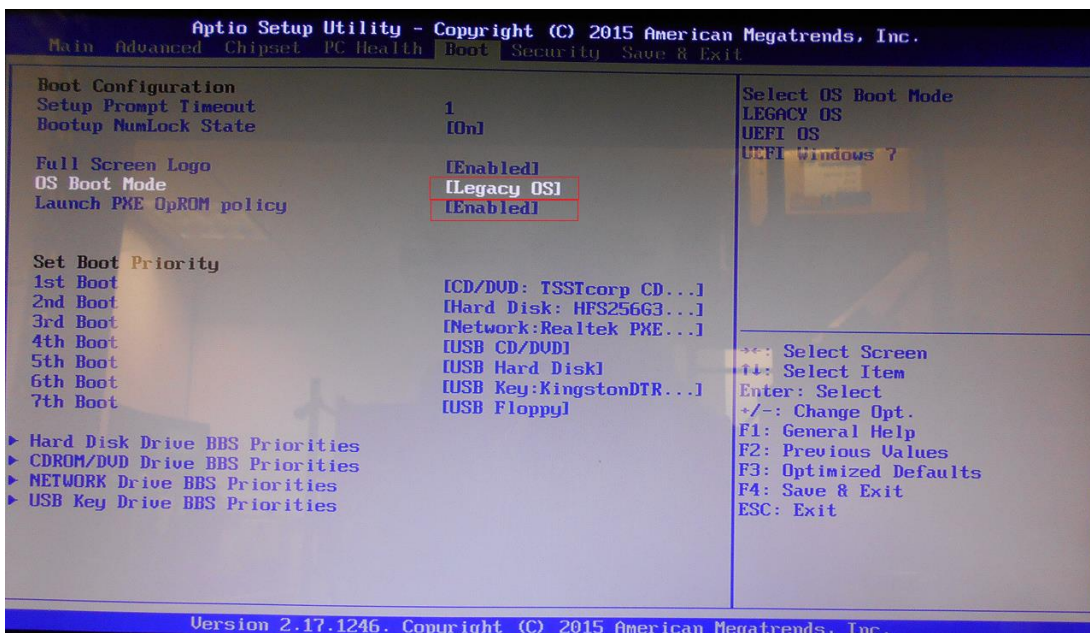 Aptio Setup Utility - Copyright (C) 2015 American Megatrends, Inc.
Main Advanced Chipset PC Health Boot Security Save & Exit
Boot Configuration
Setup Prompt Timeout 1
Bootup NumLock State [On]
Full Screen Logo [Enabled]
OS Boot Mode [Legacy OS]
Launch PXE OpROM policy [Enabled]
Set Boot Priority
1st Boot [CD/DVD: TSSTcorp CD...]
2nd Boot [Hard Disk: HFS256G3...]
3rd Boot [Network:Realtek PXE...]
4th Boot [USB CD/DVD]
5th Boot [USB Hard Disk]
6th Boot [USB Key:KingstonDTR...]
7th Boot [USB Floppy]
▶ Hard Disk Drive BBS Priorities
▶ CDROM/DVD Drive BBS Priorities
▶ NETWORK Drive BBS Priorities
▶ USB Key Drive BBS Priorities
Select OS Boot Mode
LEGACY OS
UEFI OS
UEFI Windows 7
→←: Select Screen
↑↓: Select Item
Enter: Select
+/-: Change Opt.
F1: General Help
F2: Previous Values
F3: Optimized Defaults
F4: Save & Exit
ESC: Exit
Version 2.17.1246. Copyright (C) 2015 American Megatrends, Inc.